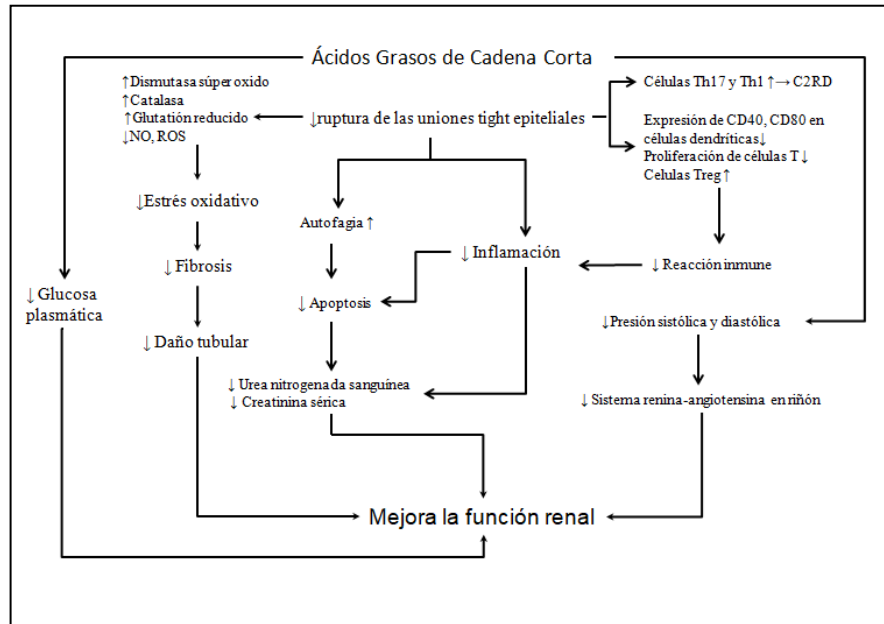 Ácidos Grasos de Cadena Corta
↑Dismutasa súper oxido
↑Catalasa
↑Glutatión reducido
↓NO, ROS
↓ruptura de las uniones tight epiteliales
Células Th17 y Th1 ↑→ C2RD
Expresión de CD40, CD80 en
células dendríticas↓
Proliferación de células T↓
Celulas Treg↑
↓Estrés oxidativo
Autofagia ↑
↓ Inflamación
↓ Reacción inmune
↓ Fibrosis
↓ Glucosa
plasmática
↓ Apoptosis
↓Presión sistólica y diastólica
↓ Daño tubular
↓ Urea nitrogenada sanguínea
↓ Creatinina sérica
↓ Sistema renina-angiotensina en riñón
Mejora la función renal